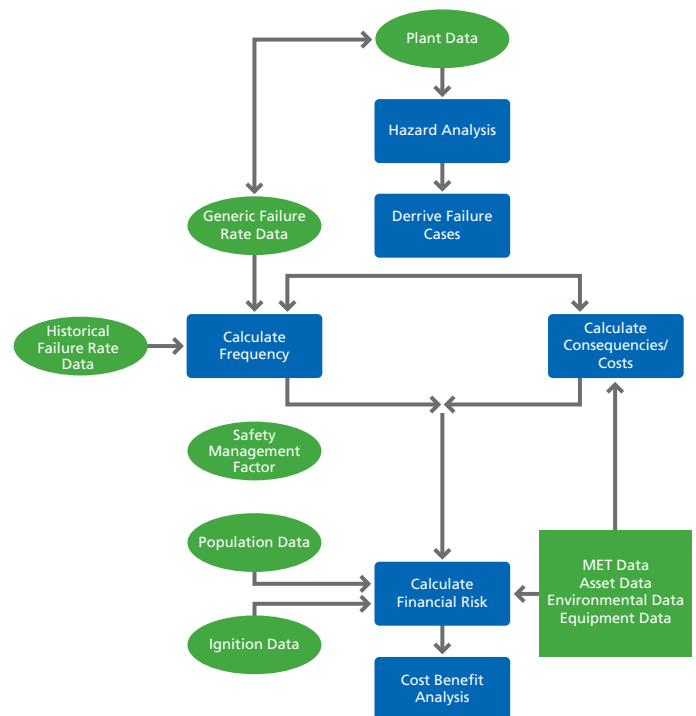 Plant Data
Hazard Analysis
Generic Failure
Rate Data
Derrive Failure
Cases
Historical
Failure Rate
Data
Calculate
Frequency
Calculate
Consequencies/
Costs
Safety
Management
Factor
Population Data
MET Data
Asset Data
Environmental Data
Equipment Data
Calculate
Financial Risk
Ignition Data
Cost Benefit
Analysis